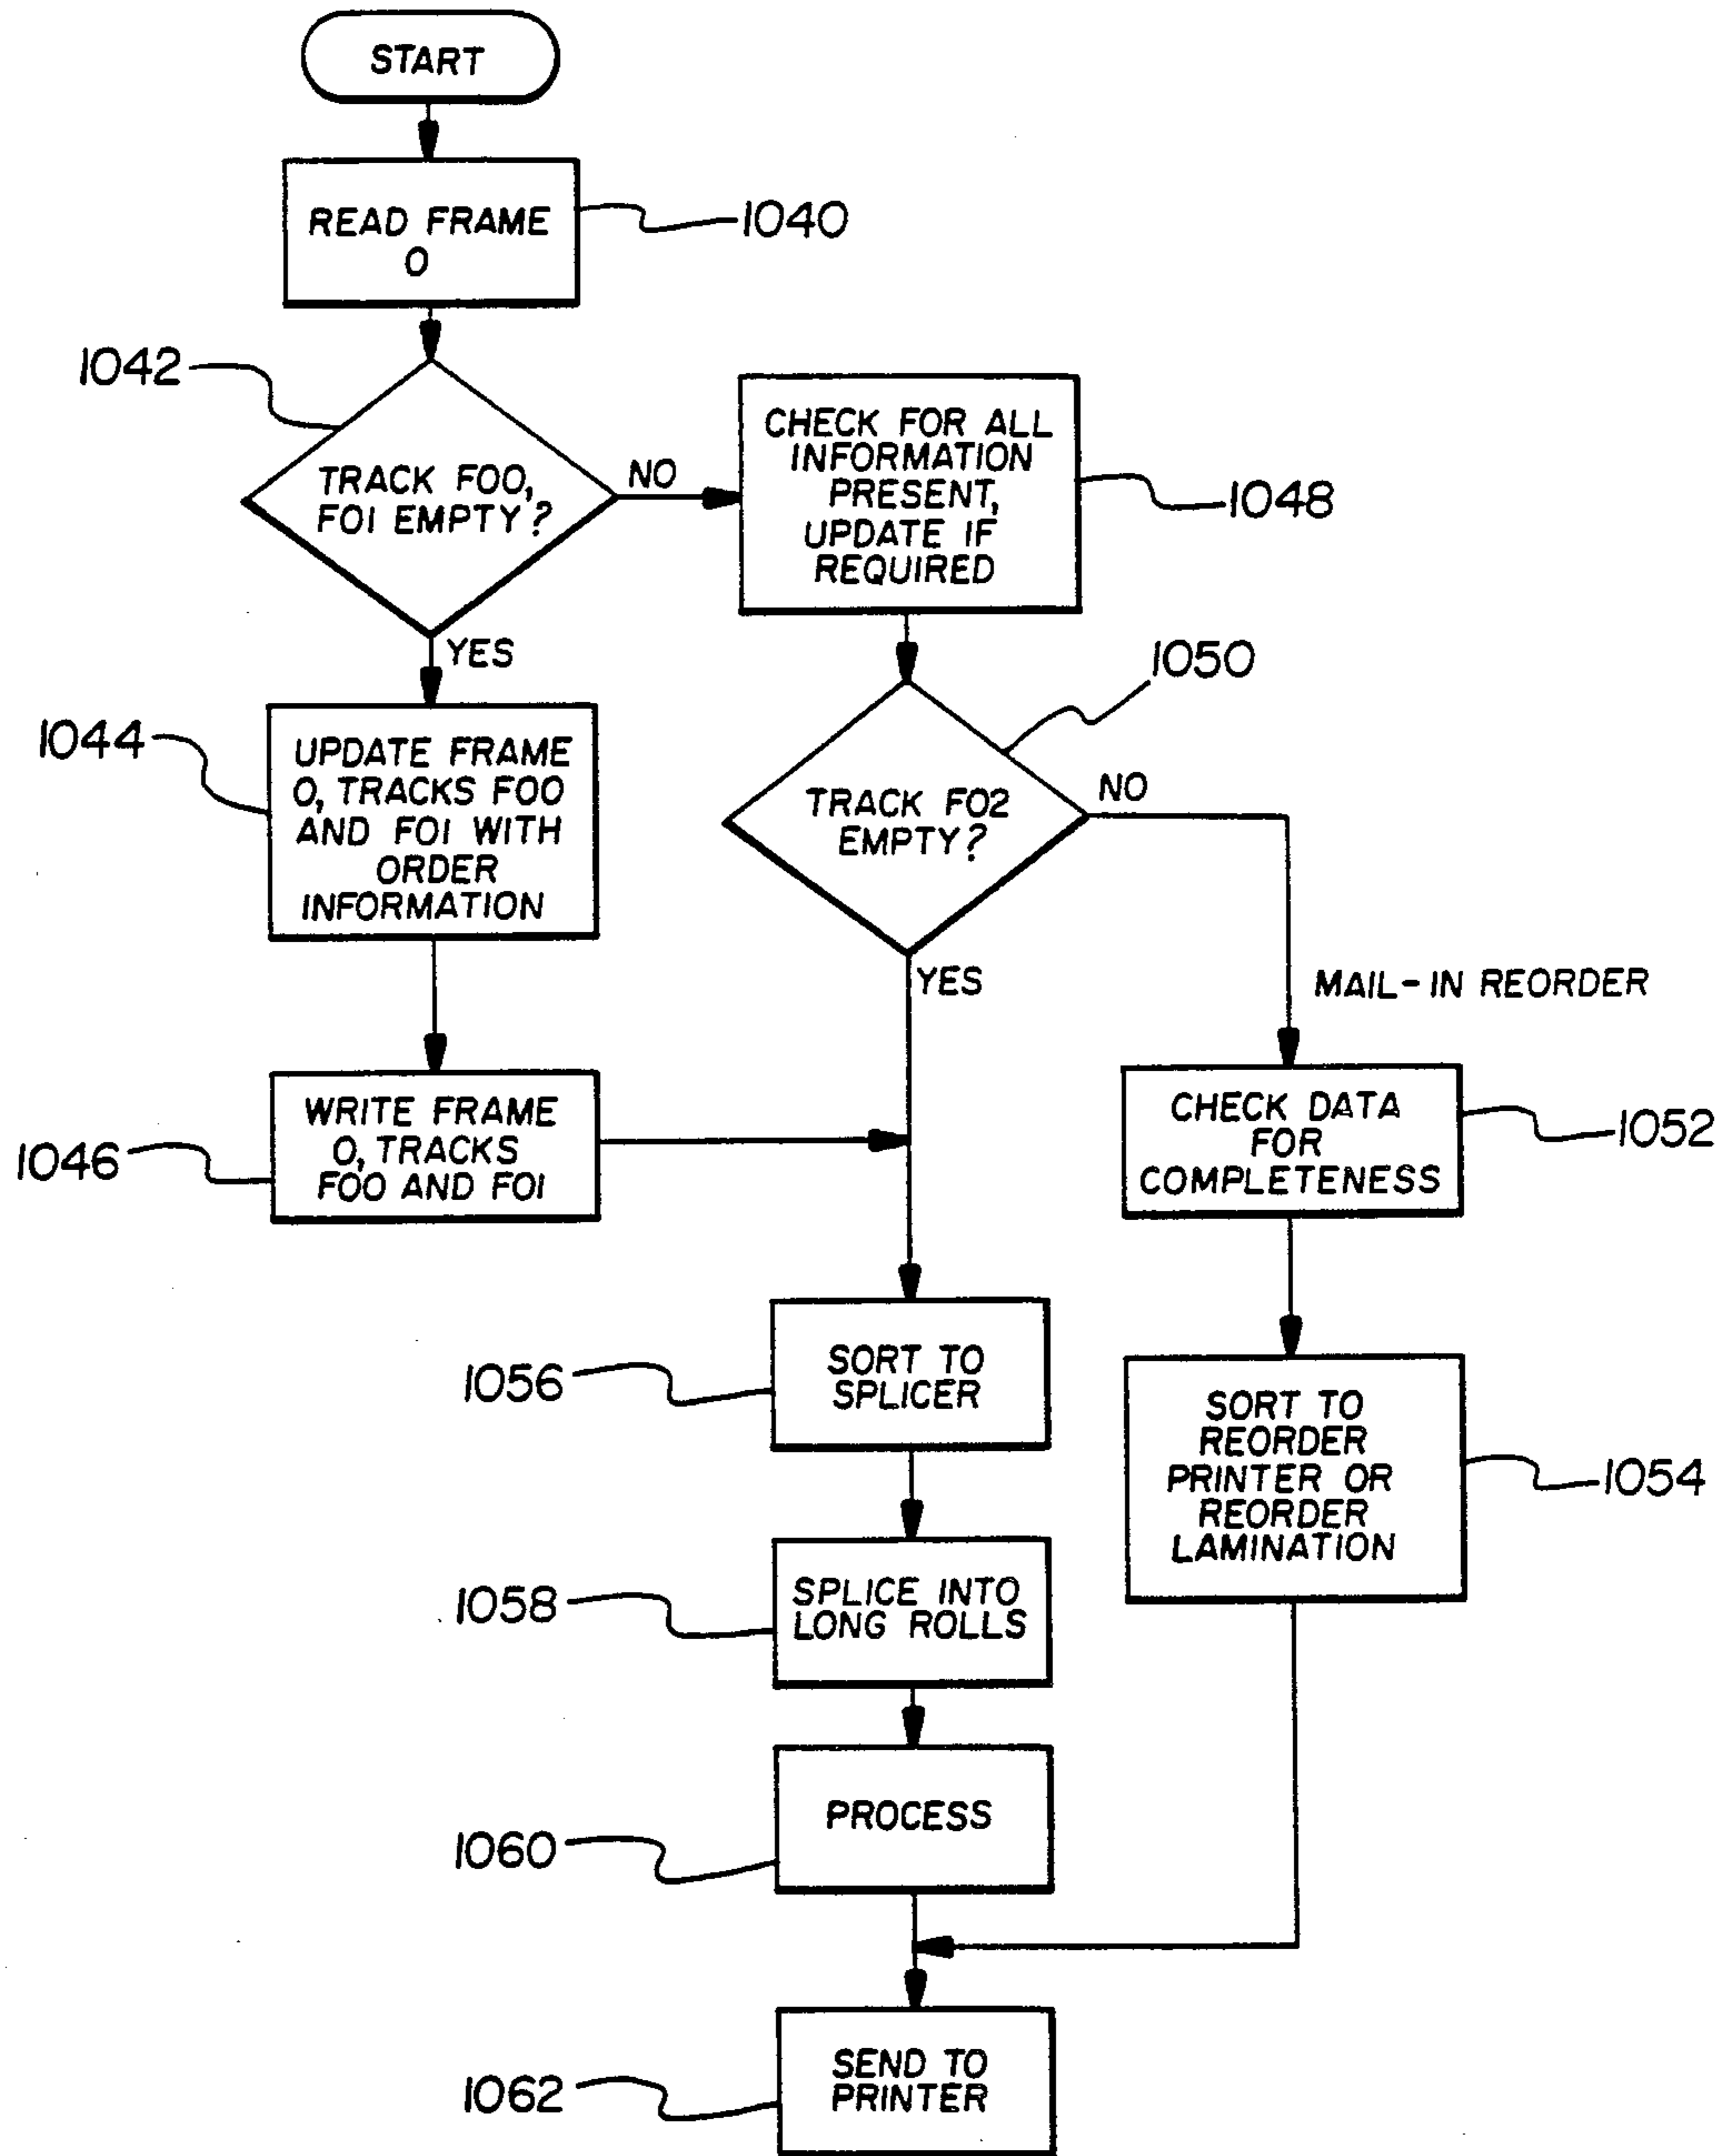 START
READ FRAME
0
1040
1042
TRACK F00,
F01 EMPTY?
NO
YES
CHECK FOR ALL
INFORMATION
PRESENT,
UPDATE IF
REQUIRED
1048
1044
UPDATE FRAME
0, TRACKS F00
AND F01 WITH
ORDER
INFORMATION
1050
TRACK F02
EMPTY?
NO
YES
MAIL-IN REORDER
1046
WRITE FRAME
0, TRACKS
F00 AND F01
CHECK DATA
FOR
COMPLETENESS
1052
1056
SORT TO
SPLICER
SORT TO
REORDER
PRINTER OR
REORDER
LAMINATION
1054
1058
SPLICE INTO
LONG ROLLS
PROCESS
1060
SEND TO
PRINTER
1062